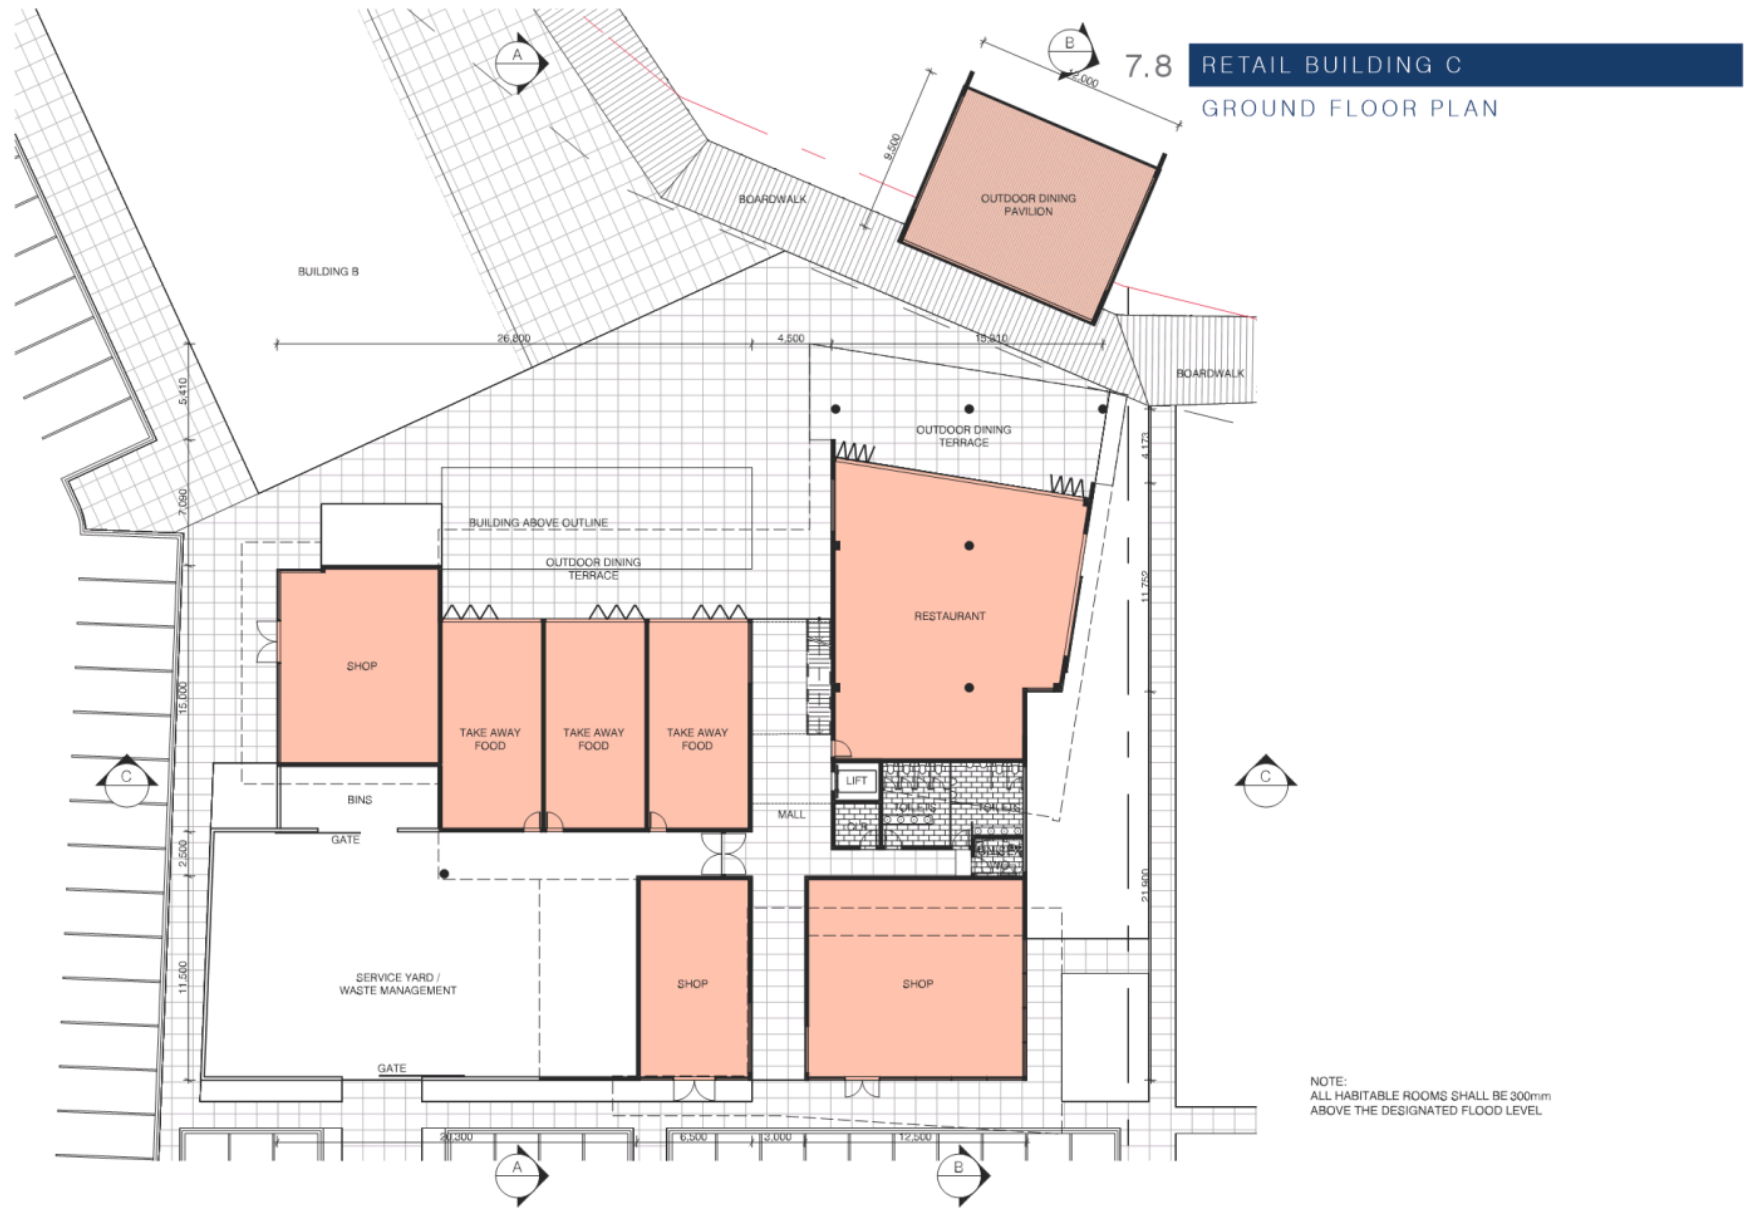 A
B
12,000
7.8 RETAIL BUILDING C
GROUND FLOOR PLAN
9,500
BOARDWALK
OUTDOOR DINING
PAVILION
BUILDING B
26,800
4,500
BOARDWALK
5,410
OUTDOOR DINING
TERRACE
4,173
7,090
BUILDING ABOVE OUTLINE
OUTDOOR DINING
TERRACE
11,752
RESTAURANT
SHOP
15,000
TAKE AWAY
FOOD
TAKE AWAY
FOOD
TAKE AWAY
FOOD
C
LIFT
C
BINS
TOILETS
TOILETS
MALL
GATE
2,500
21,900
11,500
SERVICE YARD /
WASTE MANAGEMENT
SHOP
SHOP
GATE
NOTE:
ALL HABITABLE ROOMS SHALL BE 300mm
ABOVE THE DESIGNATED FLOOD LEVEL
20,300
6,500
3,000
12,500
A
B